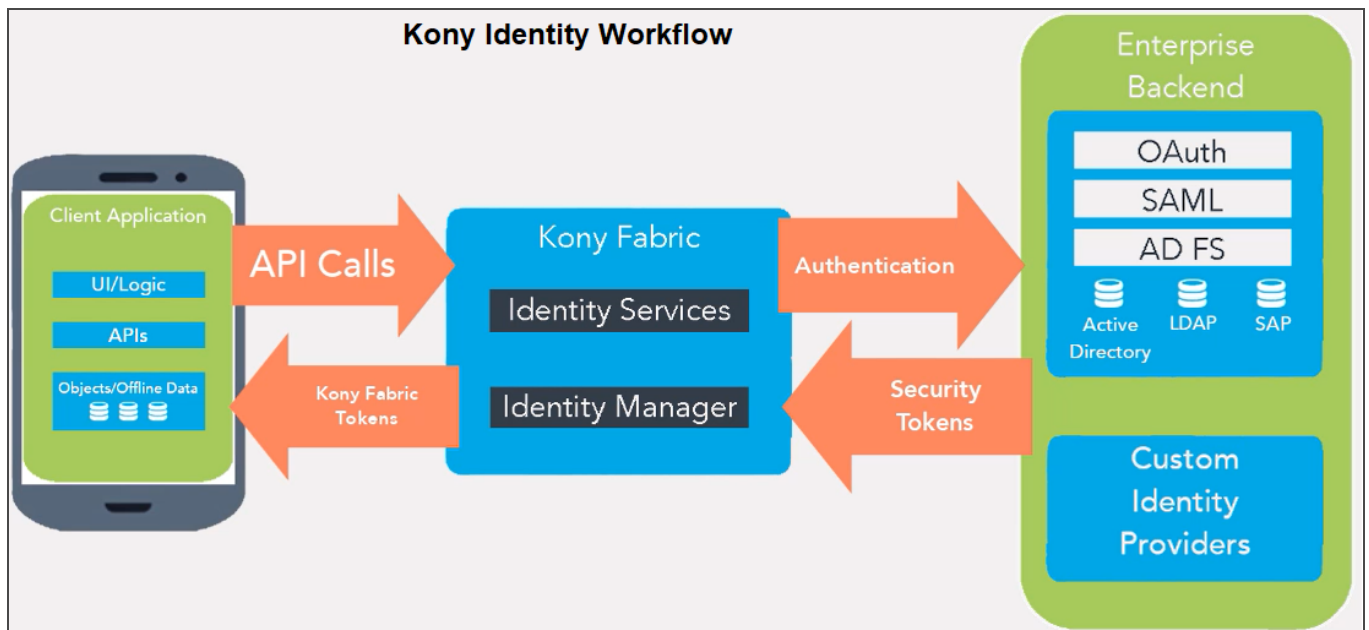 Kony Identity Workflow
Client Application
UI/Logic
APIs
Objects/Offline Data
API Calls
Kony Fabric
Tokens
Kony Fabric
Identity Services
Identity Manager
Authentication
Security
Tokens
Enterprise
Backend
OAuth
SAML
AD FS
Active
Directory
LDAP
SAP
Custom
Identity
Providers